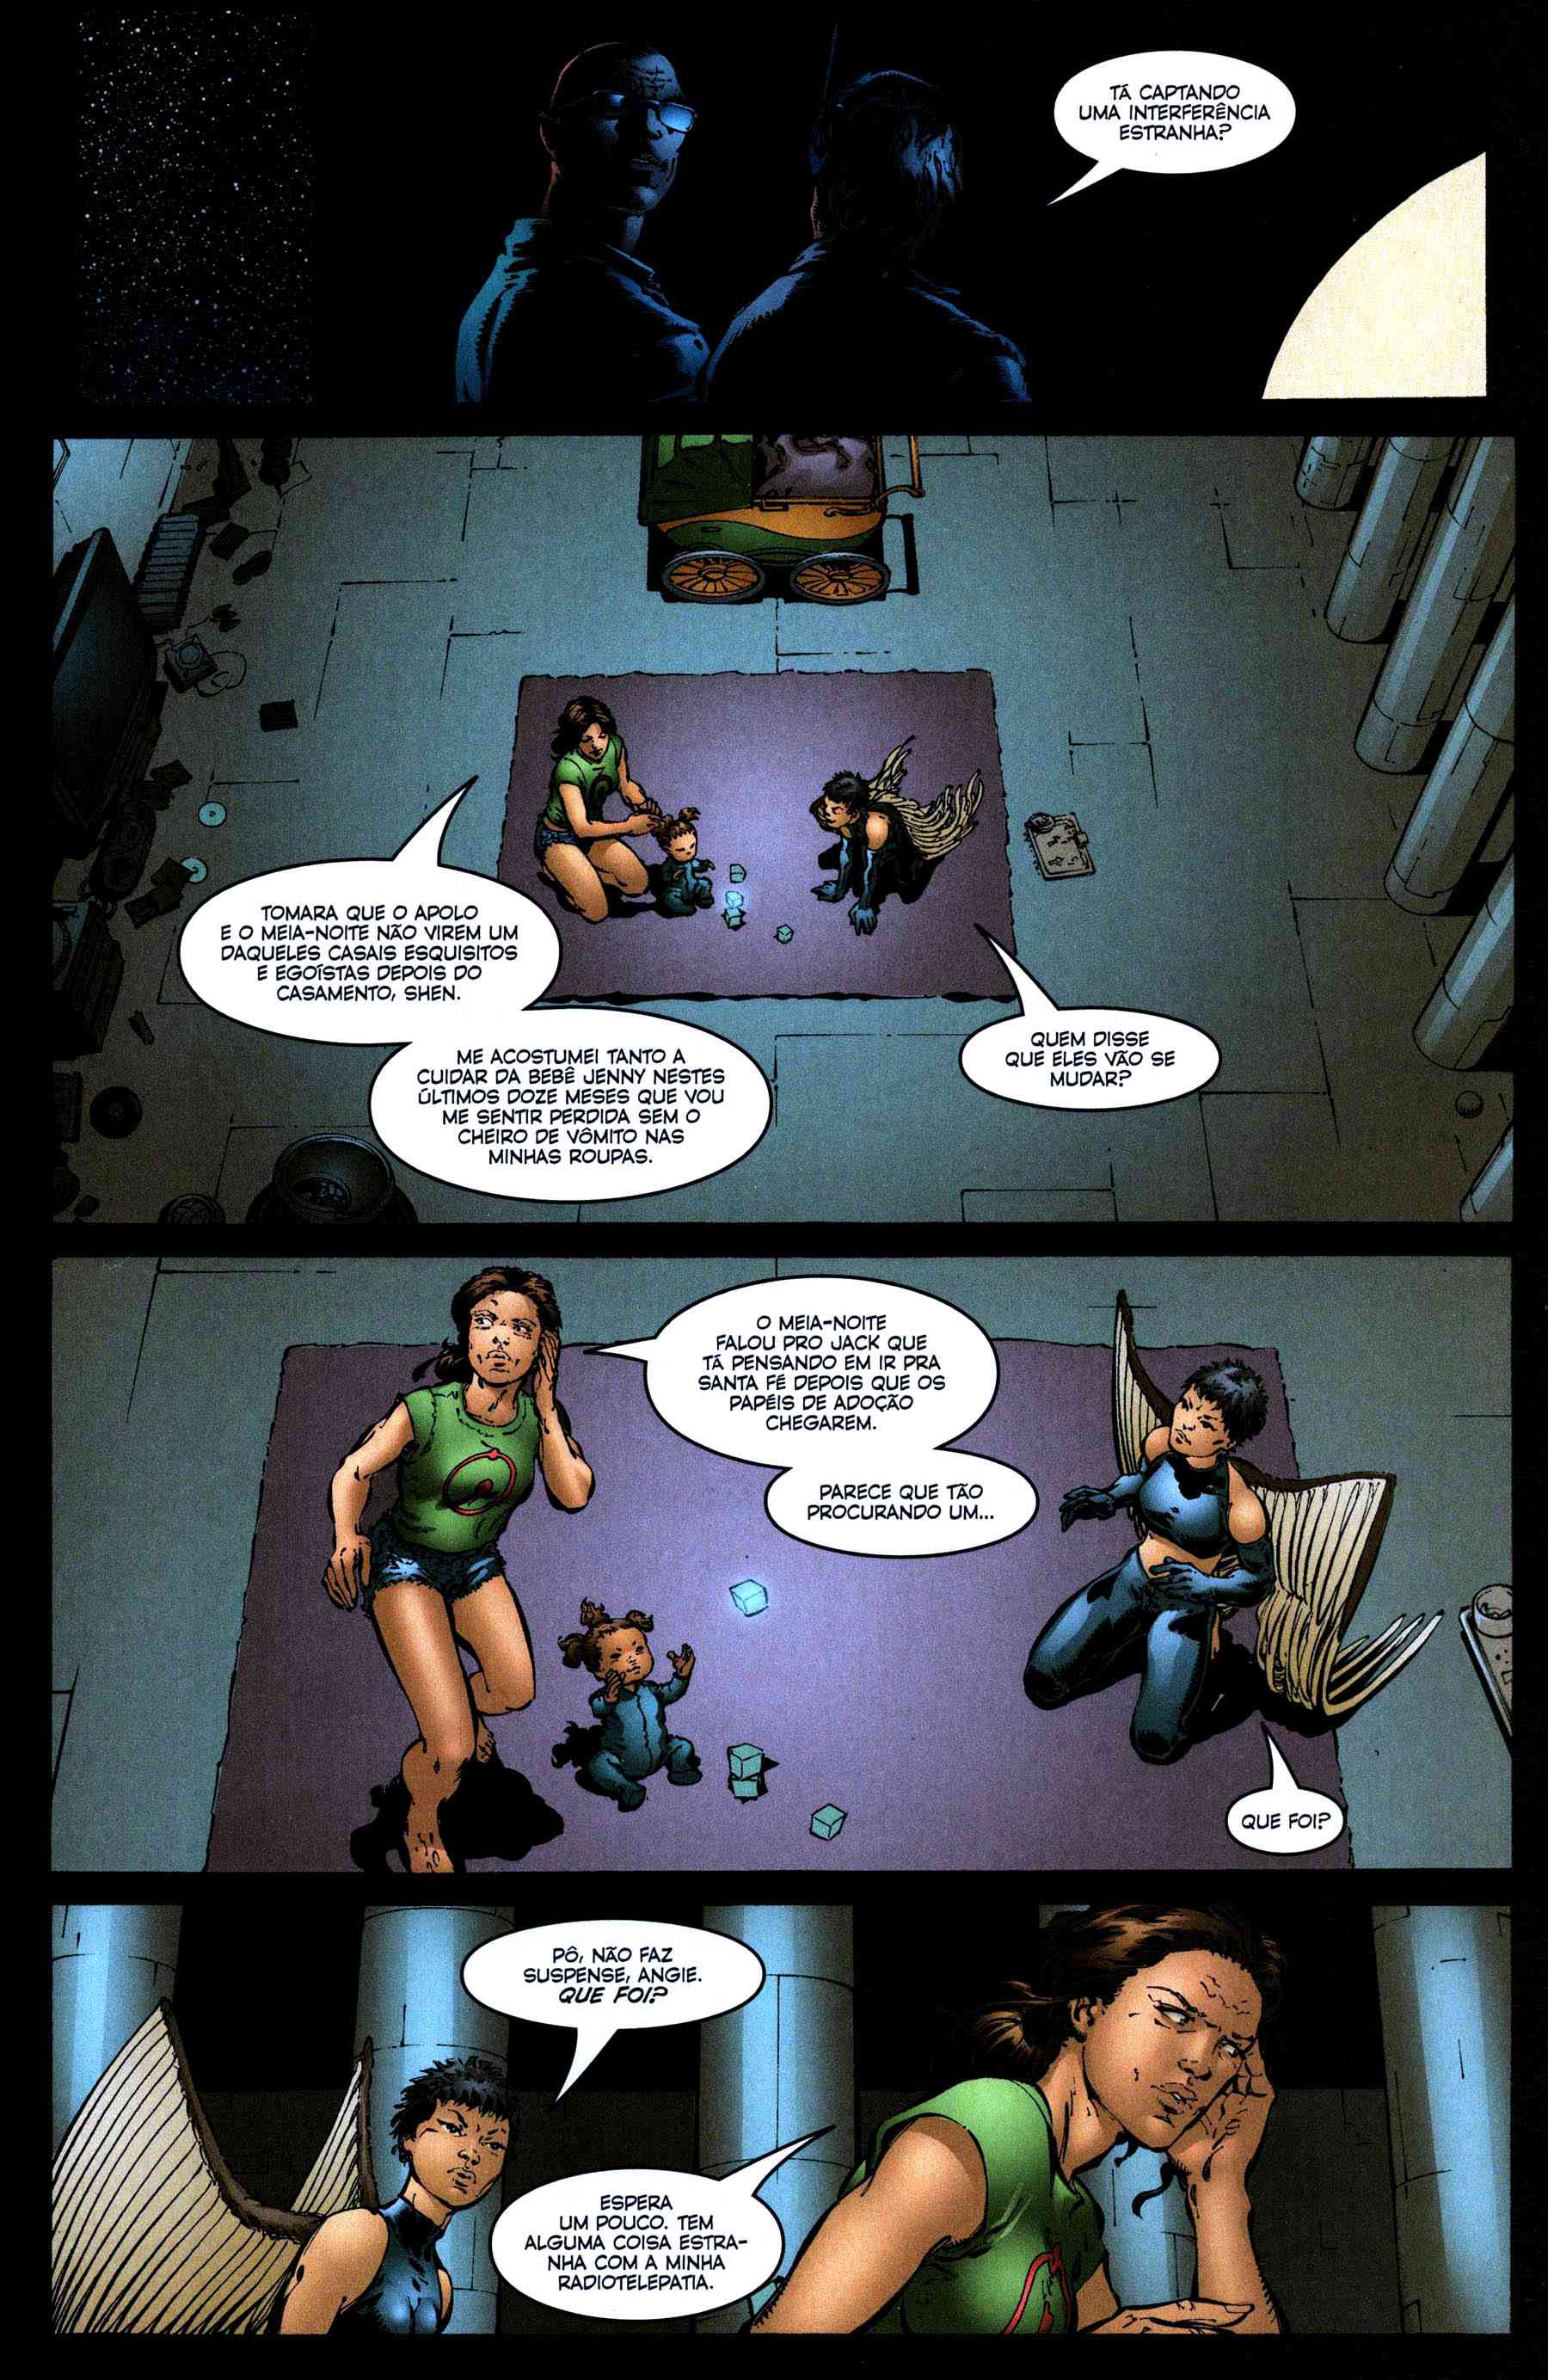 TÁ CAPTANDO
UMA INTERFERÊNCIA
ESTRANHA?
TOMARA QUE O APOLO
E O MEIA-NOITE NÃO VIREM UM
DAQUELES CASAIS ESQUISITOS
E EGOÍSTAS DEPOIS DO
CASAMENTO, SHEN.
ME ACOSTUMEI TANTO A
CUIDAR DA BEBÊ JENNY NESTES
ÚLTIMOS DOZE MESES QUE VOU
ME SENTIR PERDIDA SEM O
CHEIRO DE VÔMITO NAS
MINHAS ROUPAS.
QUEM DISSE
QUE ELES VÃO SE
MUDAR?
O MEIA-NOITE
FALOU PRO JACK QUE
TÁ PENSANDO EM IR PRA
SANTA FÉ DEPOIS QUE OS
PAPÉIS DE ADOÇÃO
CHEGAREM.
PARECE QUE TÃO
PROCURANDO UM...
QUE FOI?
PÔ, NÃO FAZ
SUSPENSE, ANGIE.
QUE FOI?
ESPERA
UM POUCO. TEM
ALGUMA COISA ESTRA-
NHA COM A MINHA
RADIOTELEPATIA.